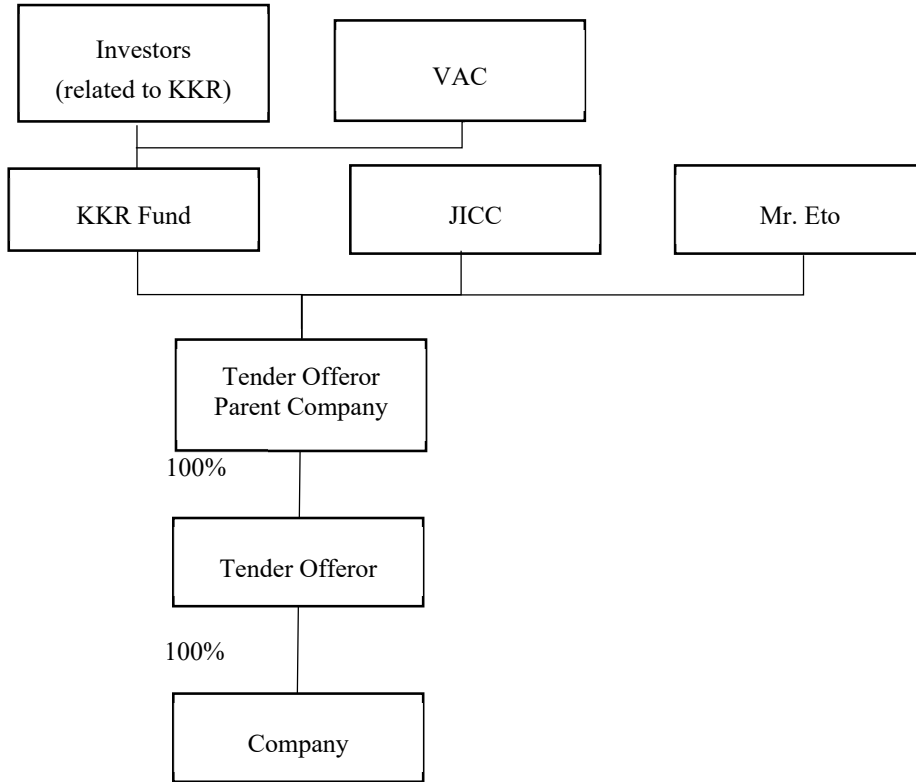 Investors
(related to KKR)
VAC
KKR Fund
JICC
Mr. Eto
Tender Offeror
Parent Company
100%
Tender Offeror
100%
Company